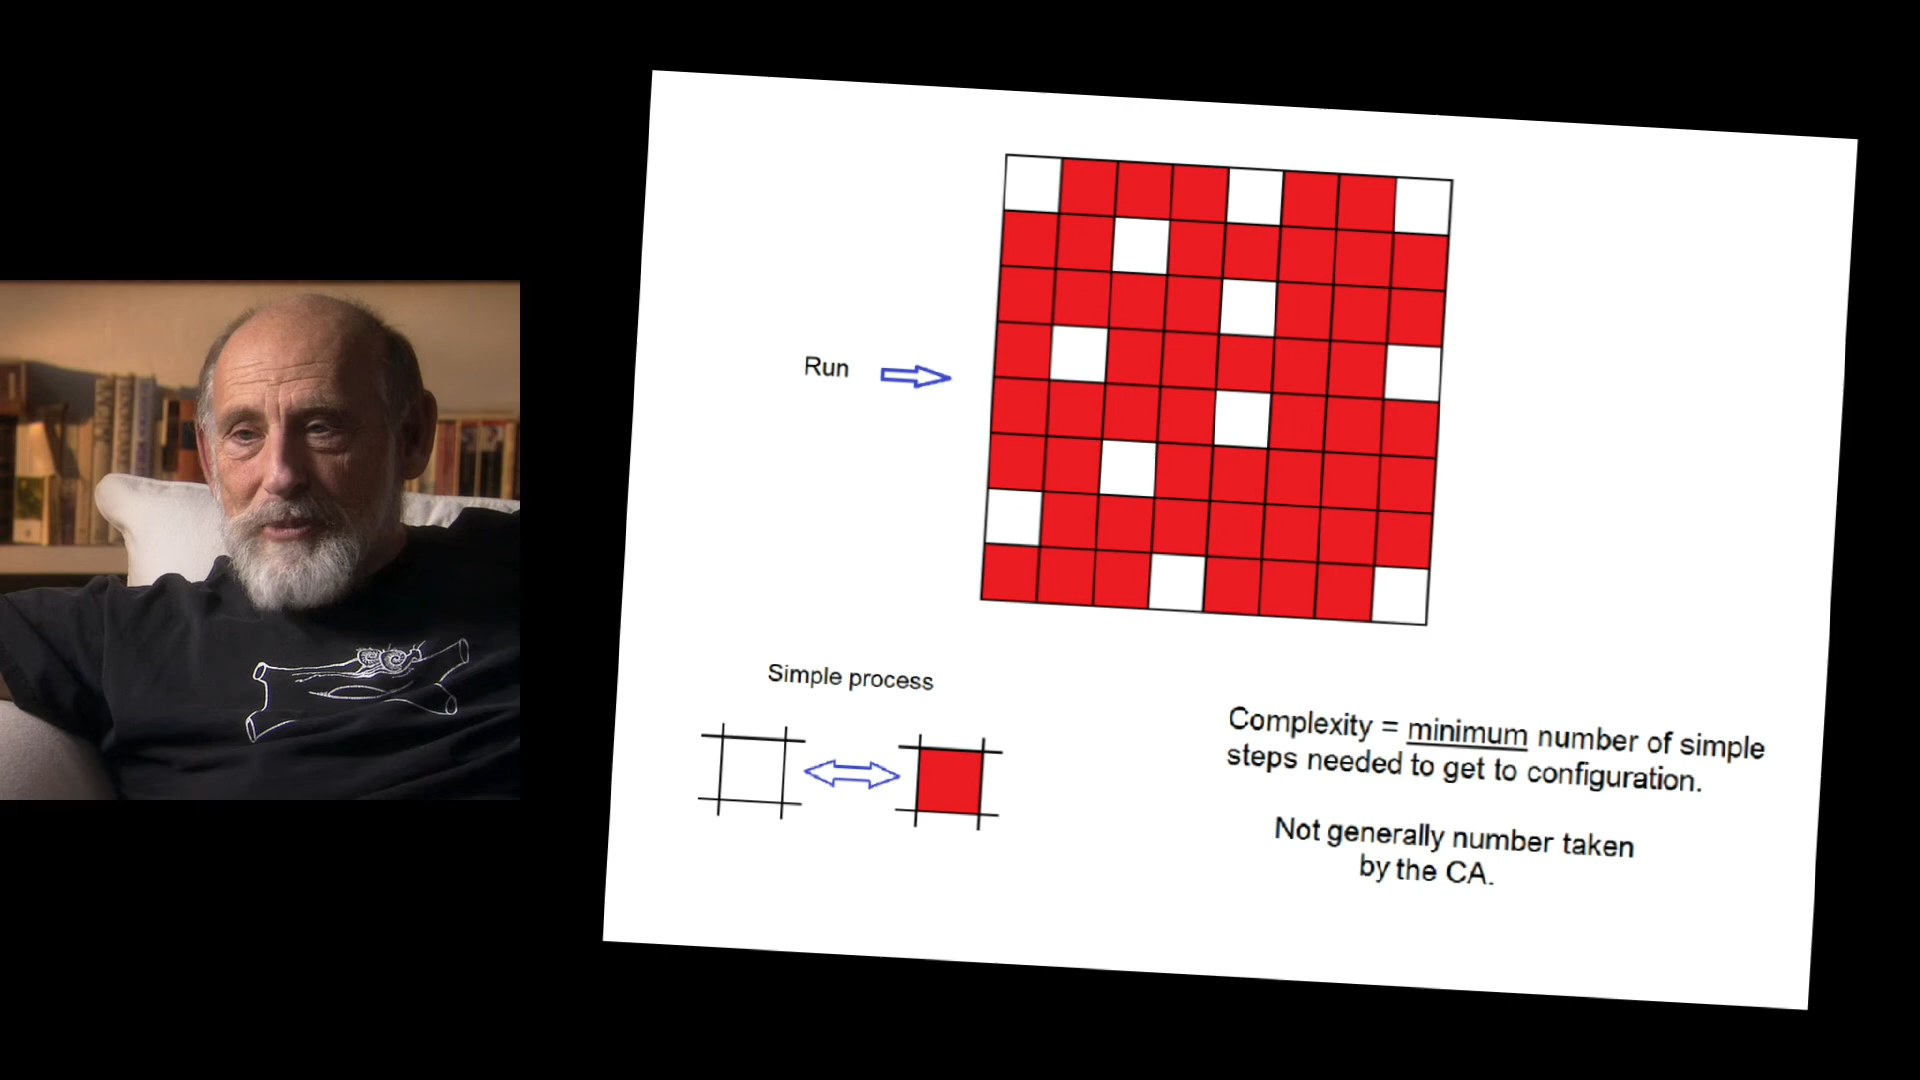 Run
Simple process
Complexity = minimum number of simple
steps needed to get to configuration.
Not generally number taken
by the CA.